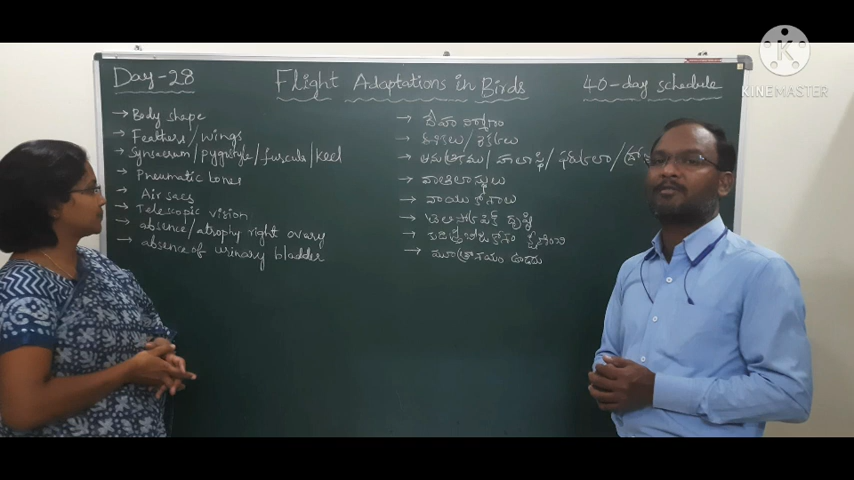 Day-28
Flight Adaptations in Birds
40-day schedule
KINEMASTER
→ Body shape
→ Feathers/wings
→ Synsacrum/pygostyle/furcula/keel
→ Pneumatic bones
→ Air sacs
→ Telescopic vision
→ absence/atrophy right ovary
→ absence of urinary bladder
→ దేహ నిర్మాణం
→ ఈకలు/రెక్కలు
→ వాతిలాస్థులు
→ వాయు కోశాలు
→ టెలిస్కోపిక్ దృష్టి
→ మూత్రాశయం ఉండదు